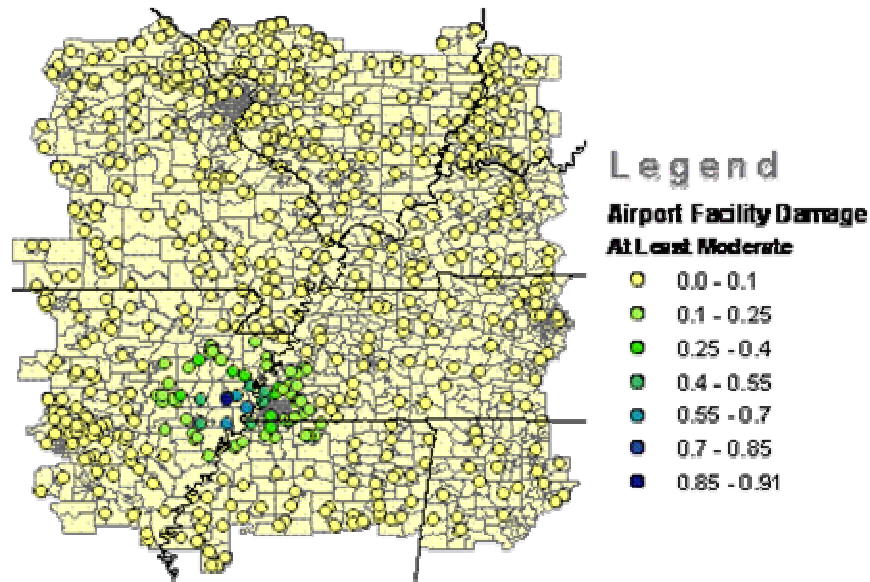 Legend
Airport Facility Damage
At Least Moderate
0.0 - 0.1
0.1 - 0.25
0.25 - 0.4
0.4 - 0.55
0.55 - 0.7
0.7 - 0.85
0.85 - 0.91